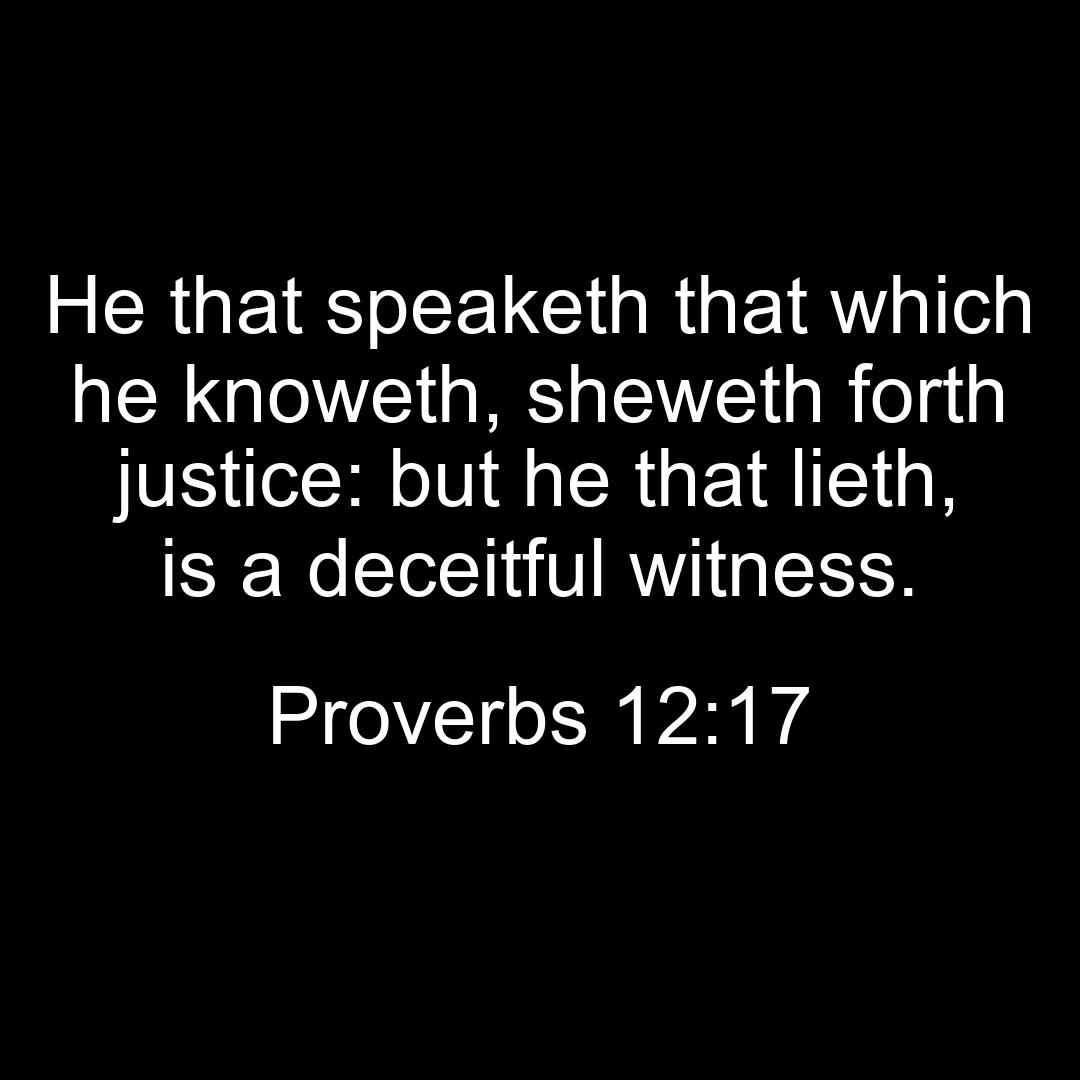 He that speaketh that which
he knoweth, sheweth forth
justice: but he that lieth,
is a deceitful witness.
Proverbs 12:17